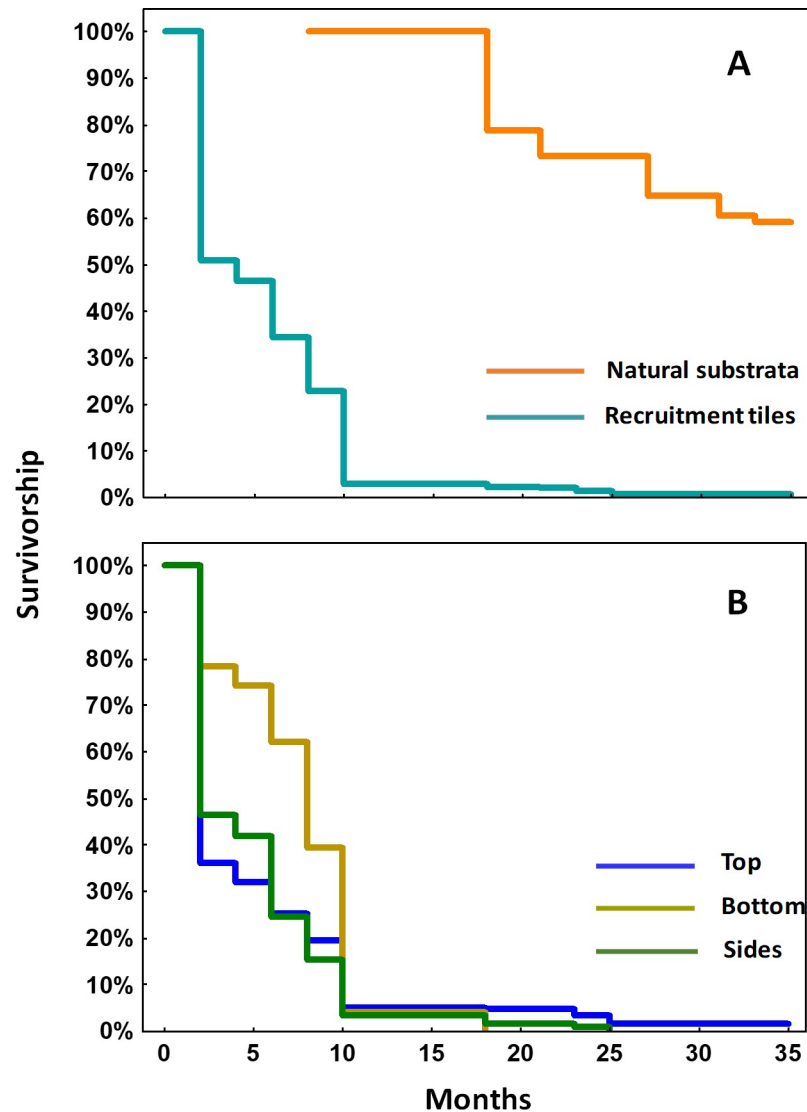 100%
A
90%
80%
70%
60%
50%
40%
30%
Natural substrata
20%
Recruitment tiles
10%
0%
Survivorship
100%
B
90%
80%
70%
60%
50%
40%
Top
30%
Bottom
20%
Sides
10%
0%
0 5 10 15 20 25 30 35
Months